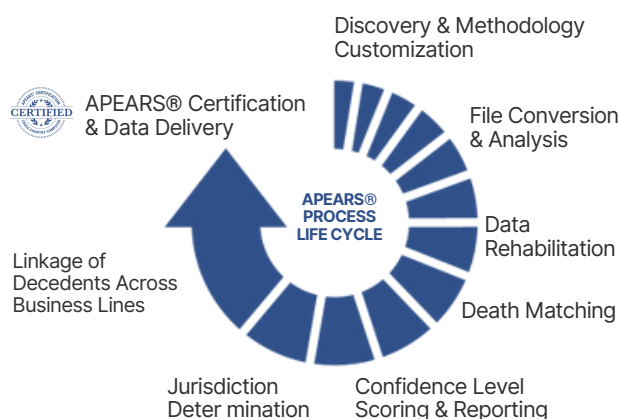 Discovery & Methodology
Customization
File Conversion
& Analysis
Data
Rehabilitation
Death Matching
Confidence Level
Scoring & Reporting
Jurisdiction
Deter mination
Linkage of
Decedents Across
Business Lines
CERTIFIED
APEARS® Certification
& Data Delivery
APEARS®
PROCESS
LIFE CYCLE